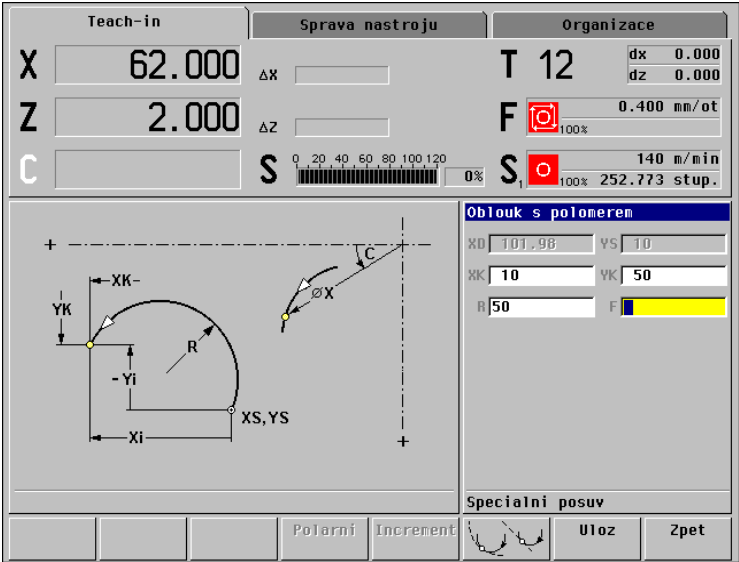 Teach-in Sprava nastroju Organizace
X 62.000 ΔX T 12 dx 0.000
dz 0.000
Z 2.000 ΔZ F 100% 0.400 mm/ot
C S 0 20 40 60 80 100 120 0% S1 100% 140 m/min
252.773 stup.
Oblouk s polomerem
XD 101.98 YS 10
XK 10 YK 50
R 50 F
+ C
XK
YK ØX
R
-Yi
XS,YS
Xi +
Specialni posuv
Polarni Increment Uloz Zpet